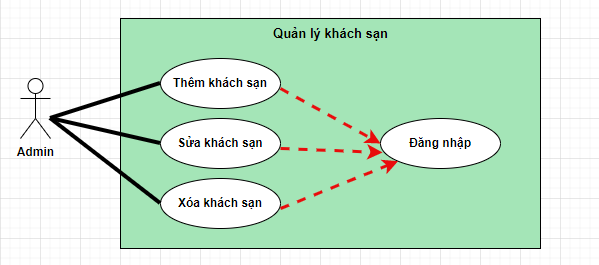 Quản lý khách sạn
Thêm khách sạn
Sửa khách sạn
Đăng nhập
Admin
Xóa khách sạn